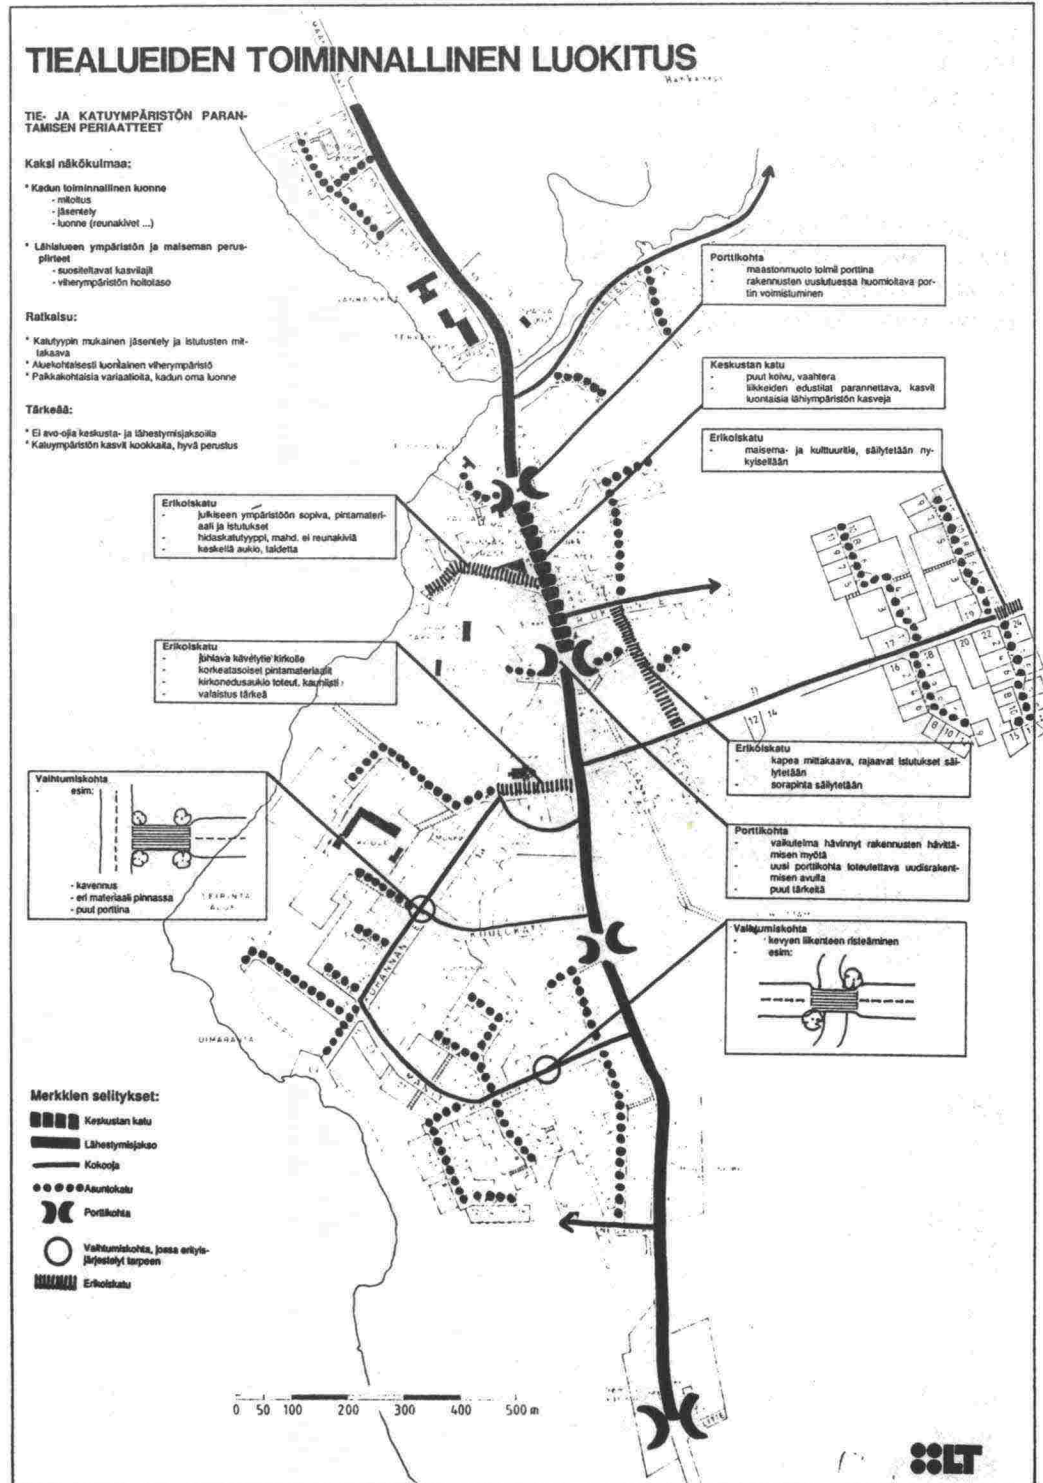 TIEALUEIDEN TOIMINNALLINEN LUOKITUS
TIE- JA KATUYMPÄRISTÖN PARAN-
TAMISEN PERIAATTEET
Kaksi näkökulmaa:
* Kadun toiminnallinen luonne
- mitoitus
- jäsentely
- luonne (reunakivet ...)
* Lähialueen ympäristön ja maiseman perus-
piirteet
- suositeltavat kasvilajit
- viherympäristön hoitotaso
Ratkaisu:
* Katutyypin mukainen jäsentely ja istutusten mit-
takaava
* Aluekohtaisesti luontainen viherympäristö
* Paikkakohtaisia variaatioita, kadun oma luonne
Tärkeää:
* Ei avo-ojia keskusta- ja lähestymisjaksoilla
* Katuympäristön kasvit kookkaita, hyvä perustus
Porttikohta
- maastonmuoto toimii porttina
- rakennusten uusiutuessa huomioitava por-
tin voimistuminen
Keskustan katu
- puut koivu, vaahtera
- liikkeiden edustilat parannettava, kasvit
luontaisia lähiympäristön kasveja
Erikoiskatu
- maisema- ja kulttuuritie, säilytetään ny-
kyisellään
Erikoiskatu
- julkiseen ympäristöön sopiva, pintamateri-
aali ja istutukset
- hidaskatutyyppi, mahd. ei reunakiviä
- keskellä aukio, taidetta
Erikoiskatu
- johtava kävelytie kirkolle
- korkeatasoiset pintamateriaalit
- kirkonedusaukio toteut. kauniisti
- valaistus tärkeä
Erikoiskatu
- kapea mittakaava, rajaavat istutukset säi-
lytetään
- sorapinta säilytetään
Vaihtumiskohta
- esim:
- kavennus
- eri materiaali pinnassa
- puut porttina
Porttikohta
- vaikutelma hävinnyt rakennusten hävittä-
misen myötä
- uusi porttikohta toteutettava uudisraken-
tmisen avulla
- puut tärkeitä
Vaihtumiskohta
- kevyen liikenteen risteäminen
- esim:
UIMARANTA
Merkkien selitykset:
Keskustan katu
Lähestymisjakso
Kokooja
Asuntokatu
Porttikohta
Vaihtumiskohta, jossa erityis-
järjestelyt tarpeen
Erikoiskatu
0 50 100 200 300 400 500 m
LT